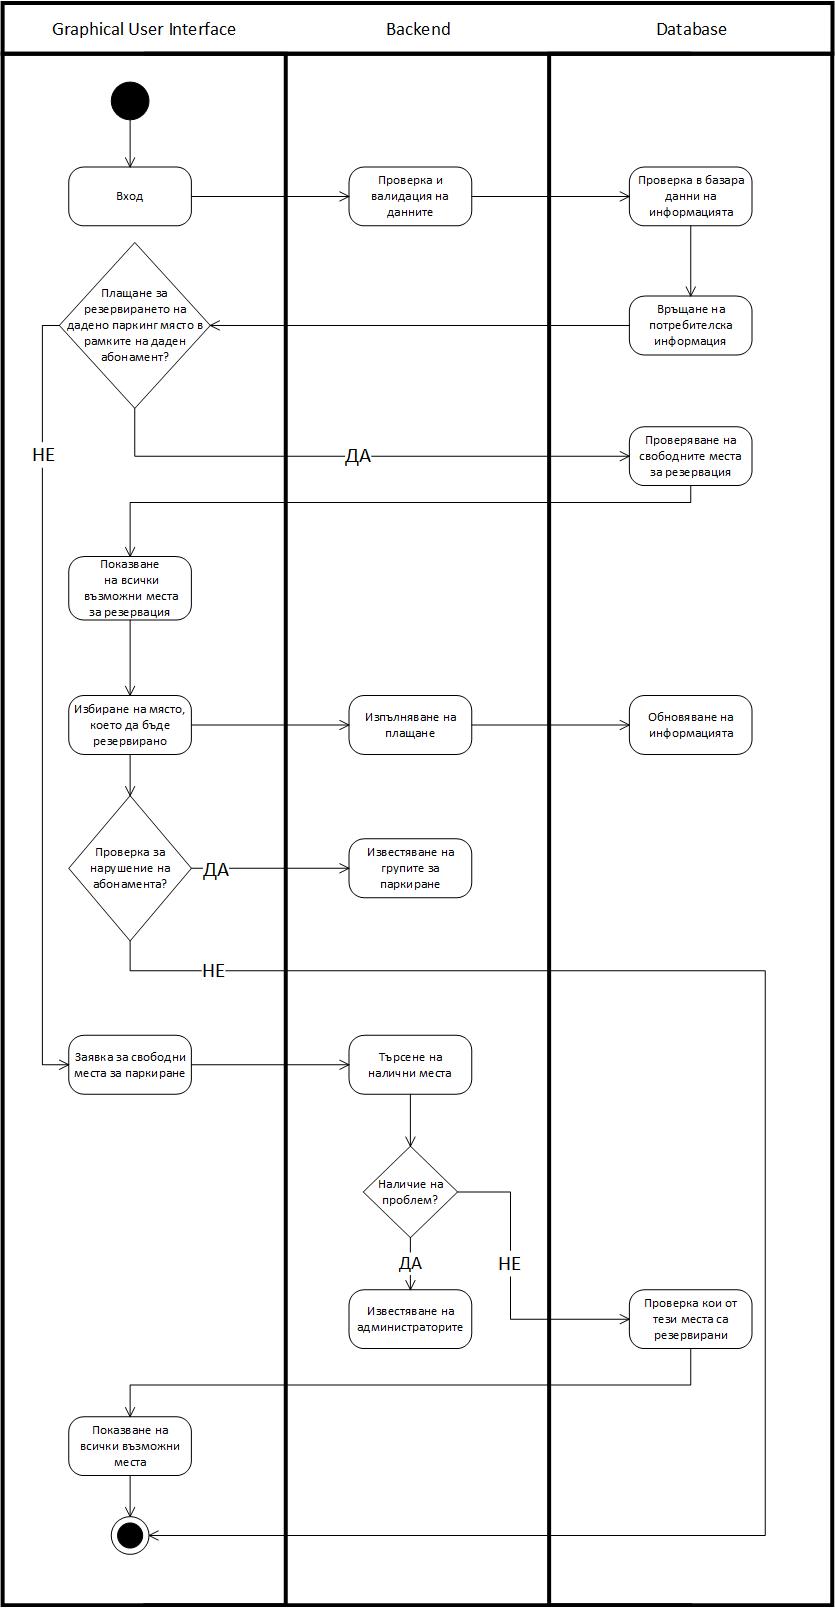 Graphical User Interface
Backend
Database
Вход
Проверка и
валидация на
данните
Проверка в базара
данни на
информацията
Плащане за
резервирането на
дадено паркинг място в
рамките на даден
абонамент?
Връщане на
потребителска
информация
НЕ
ДА
Проверяване на
свободните места
за резервация
Показване
на всички
възможни места
за резервация
Избиране на място,
което да бъде
резервирано
Изпълняване на
плащане
Обновяване на
информацията
Проверка за
нарушение на
абонамента?
ДА
Известяване на
групите за
паркиране
НЕ
Заявка за свободни
места за паркиране
Търсене на
налични места
Наличие на
проблем?
ДА
НЕ
Известяване на
администраторите
Проверка кои от
тези места са
резервирани
Показване на
всички възможни
места